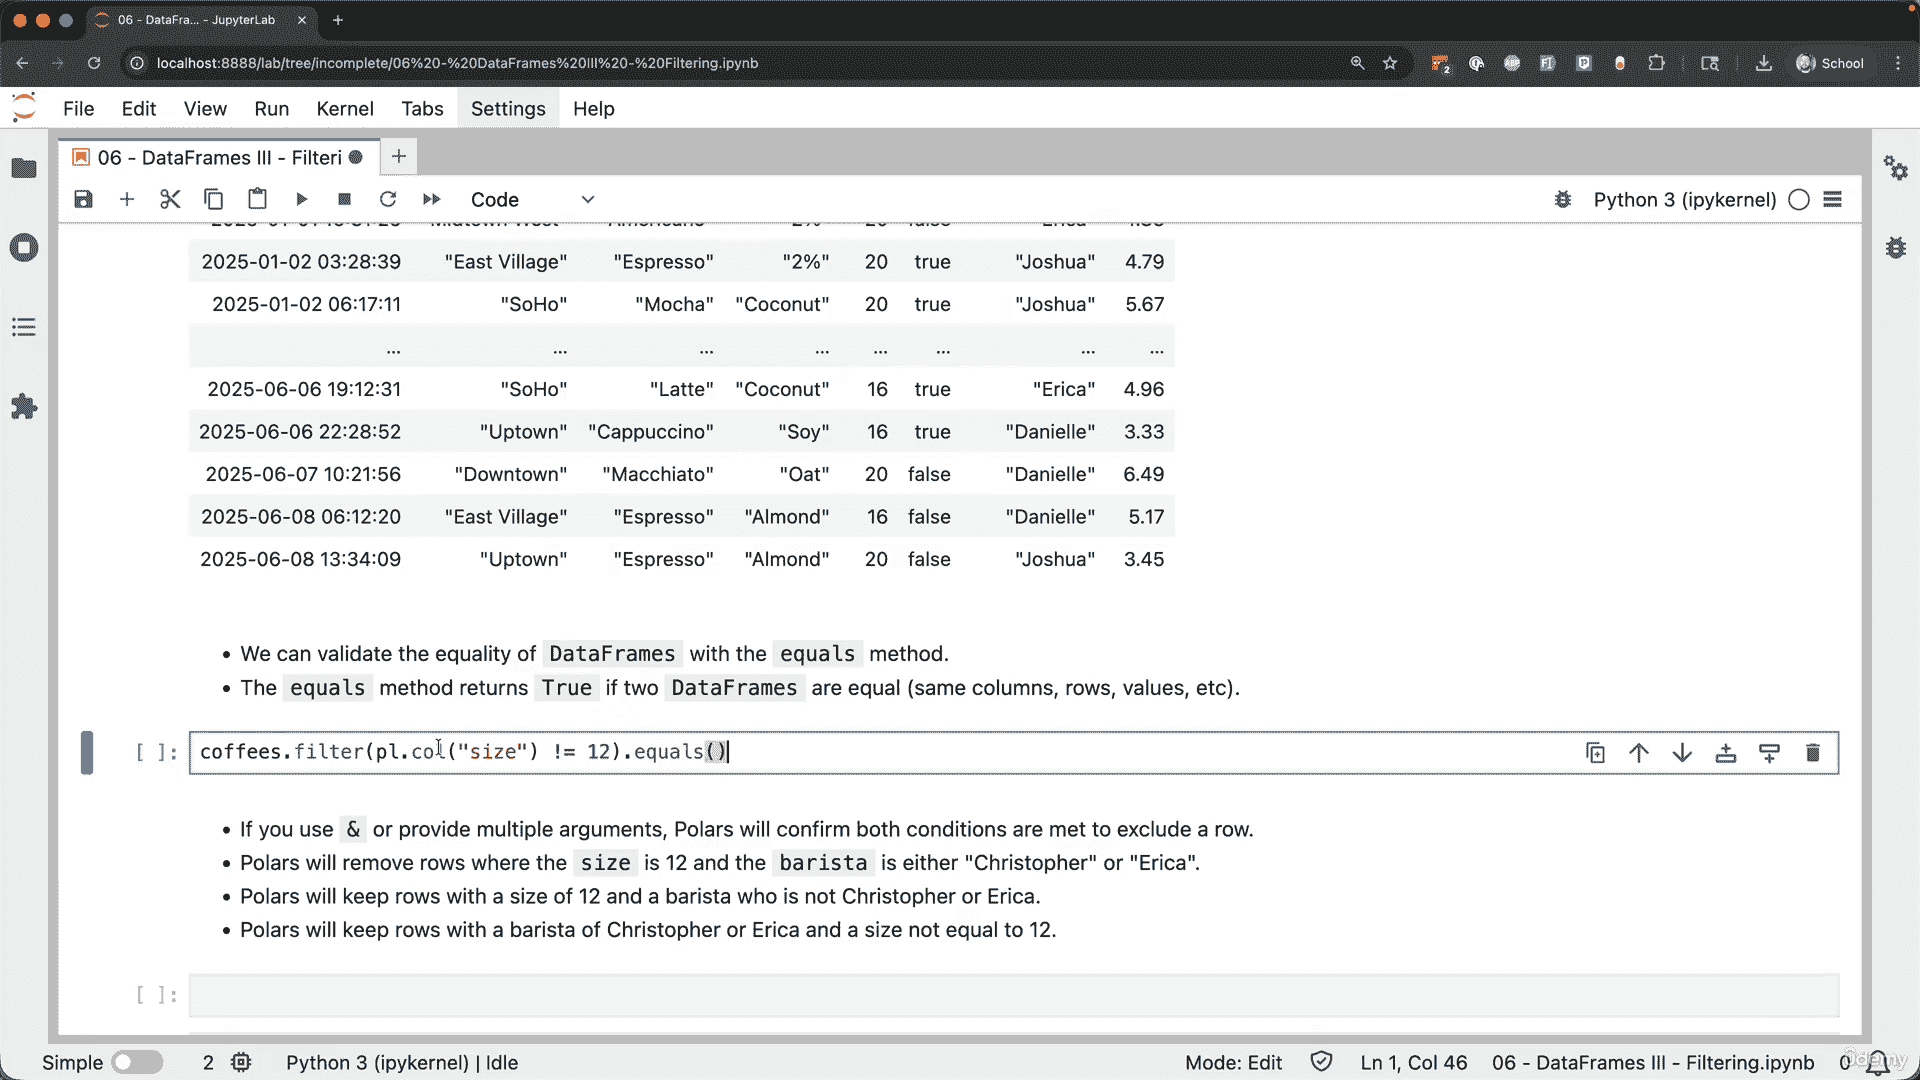 06 - DataFra... - JupyterLab
localhost:8888/lab/tree/incomplete/06%20-%20DataFrames%20III%20-%20Filtering.ipynb
2
School
File Edit View Run Kernel Tabs Settings Help
06 - DataFrames III - Filteri
Code
Python 3 (ipykernel)
2025-01-02 03:28:39 "East Village" "Espresso" "2%" 20 true "Joshua" 4.79
2025-01-02 06:17:11 "SoHo" "Mocha" "Coconut" 20 true "Joshua" 5.67
… … … … … … … …
2025-06-06 19:12:31 "SoHo" "Latte" "Coconut" 16 true "Erica" 4.96
2025-06-06 22:28:52 "Uptown" "Cappuccino" "Soy" 16 true "Danielle" 3.33
2025-06-07 10:21:56 "Downtown" "Macchiato" "Oat" 20 false "Danielle" 6.49
2025-06-08 06:12:20 "East Village" "Espresso" "Almond" 16 false "Danielle" 5.17
2025-06-08 13:34:09 "Uptown" "Espresso" "Almond" 20 false "Joshua" 3.45
• We can validate the equality of DataFrames with the equals method.
• The equals method returns True if two DataFrames are equal (same columns, rows, values, etc).
[ ]: coffees.filter(pl.col("size") != 12).equals()
• If you use & or provide multiple arguments, Polars will confirm both conditions are met to exclude a row.
• Polars will remove rows where the size is 12 and the barista is either "Christopher" or "Erica".
• Polars will keep rows with a size of 12 and a barista who is not Christopher or Erica.
• Polars will keep rows with a barista of Christopher or Erica and a size not equal to 12.
[ ]:
Simple 2 Python 3 (ipykernel) | Idle Mode: Edit Ln 1, Col 46 06 - DataFrames III - Filtering.ipynb 0
udemy